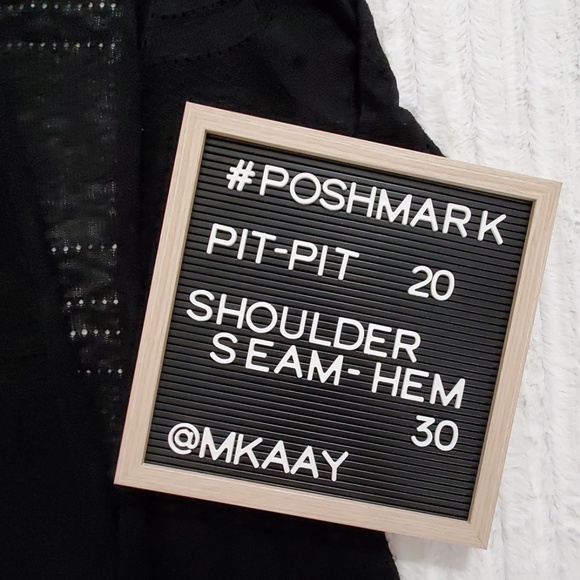 #POSHMARK
PIT-PIT 20
SHOULDER
SEAM-HEM
30
@MKAAY